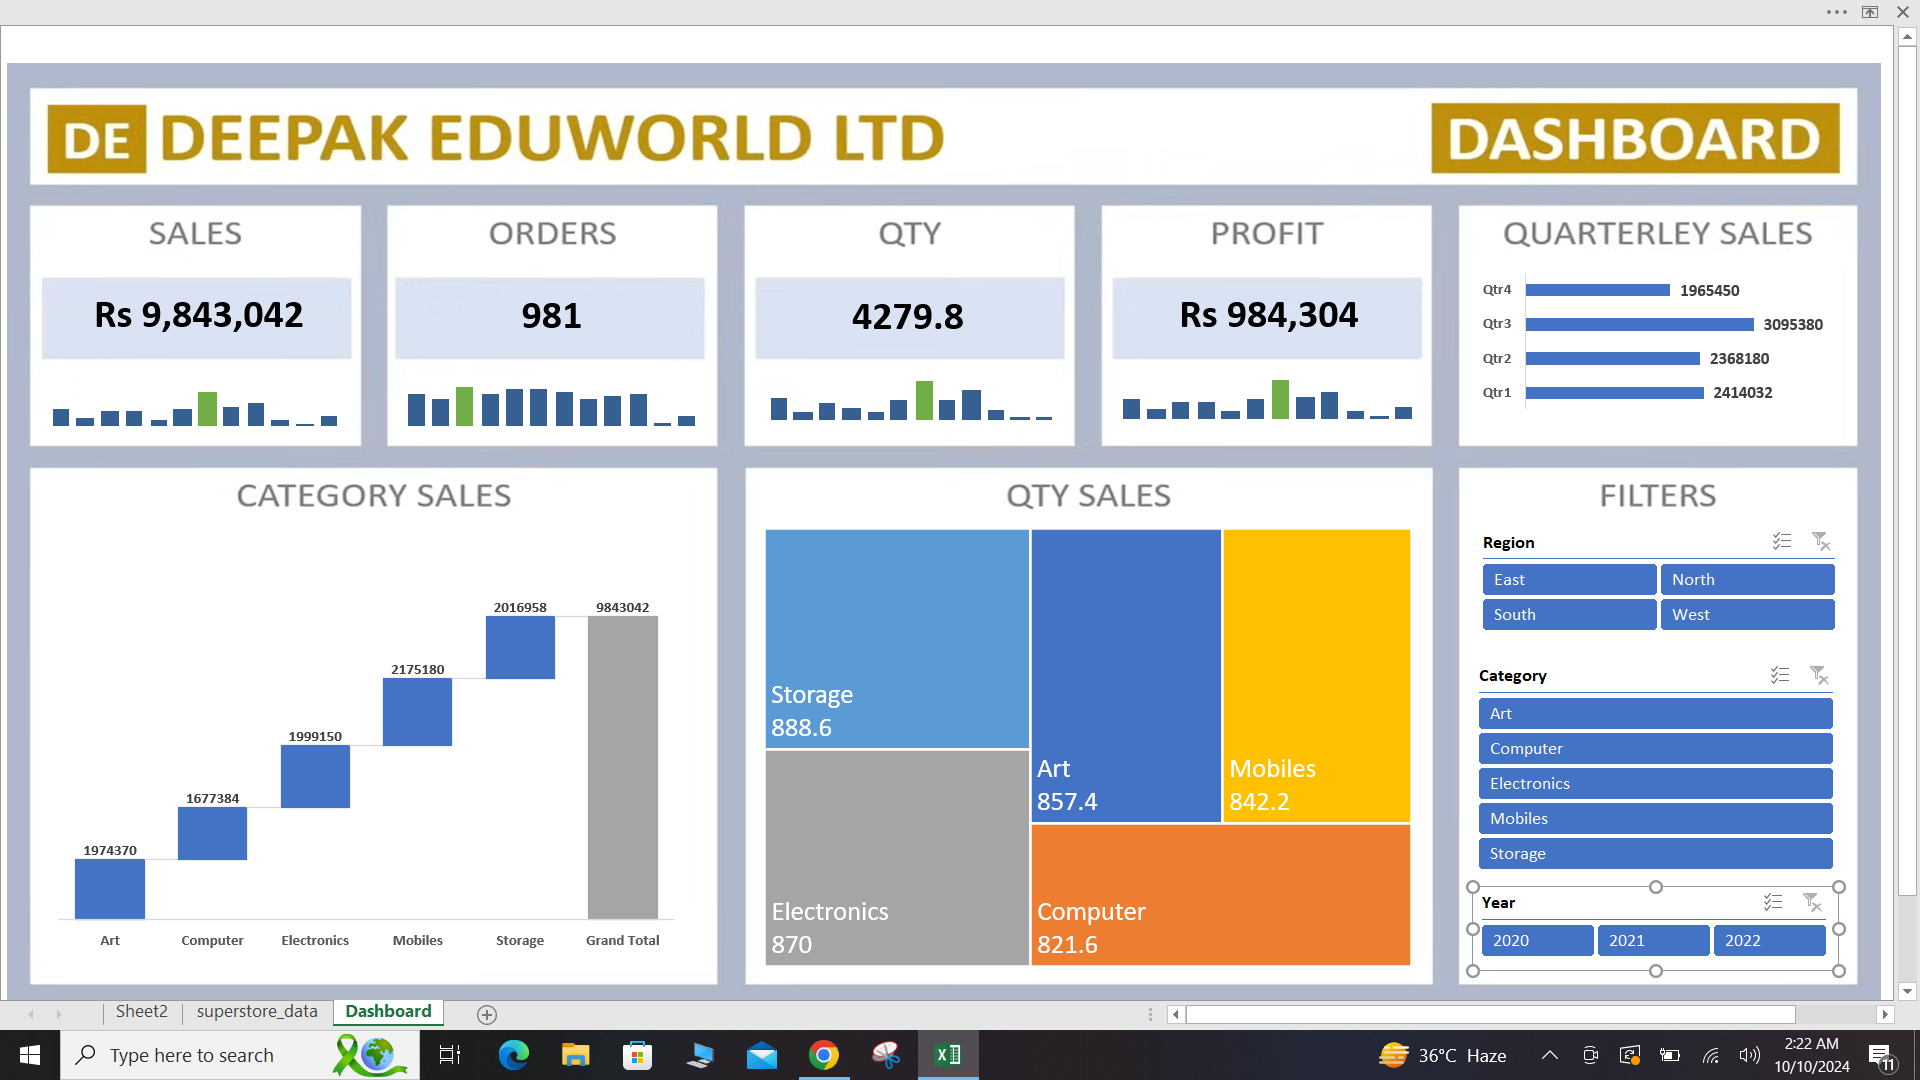 DE DEEPAK EDUWORLD LTD
DASHBOARD
SALES
Rs 9,843,042
ORDERS
981
QTY
4279.8
PROFIT
Rs 984,304
QUARTERLEY SALES
Qtr4 1965450
Qtr3 3095380
Qtr2 2368180
Qtr1 2414032
CATEGORY SALES
2016958 9843042
2175180
1999150
1677384
1974370
Art Computer Electronics Mobiles Storage Grand Total
QTY SALES
Storage
888.6
Art
857.4
Mobiles
842.2
Electronics
870
Computer
821.6
FILTERS
Region
East North
South West
Category
Art
Computer
Electronics
Mobiles
Storage
Year
2020 2021 2022
Sheet2 superstore_data Dashboard
Type here to search
36°C Haze
2:22 AM
10/10/2024
11